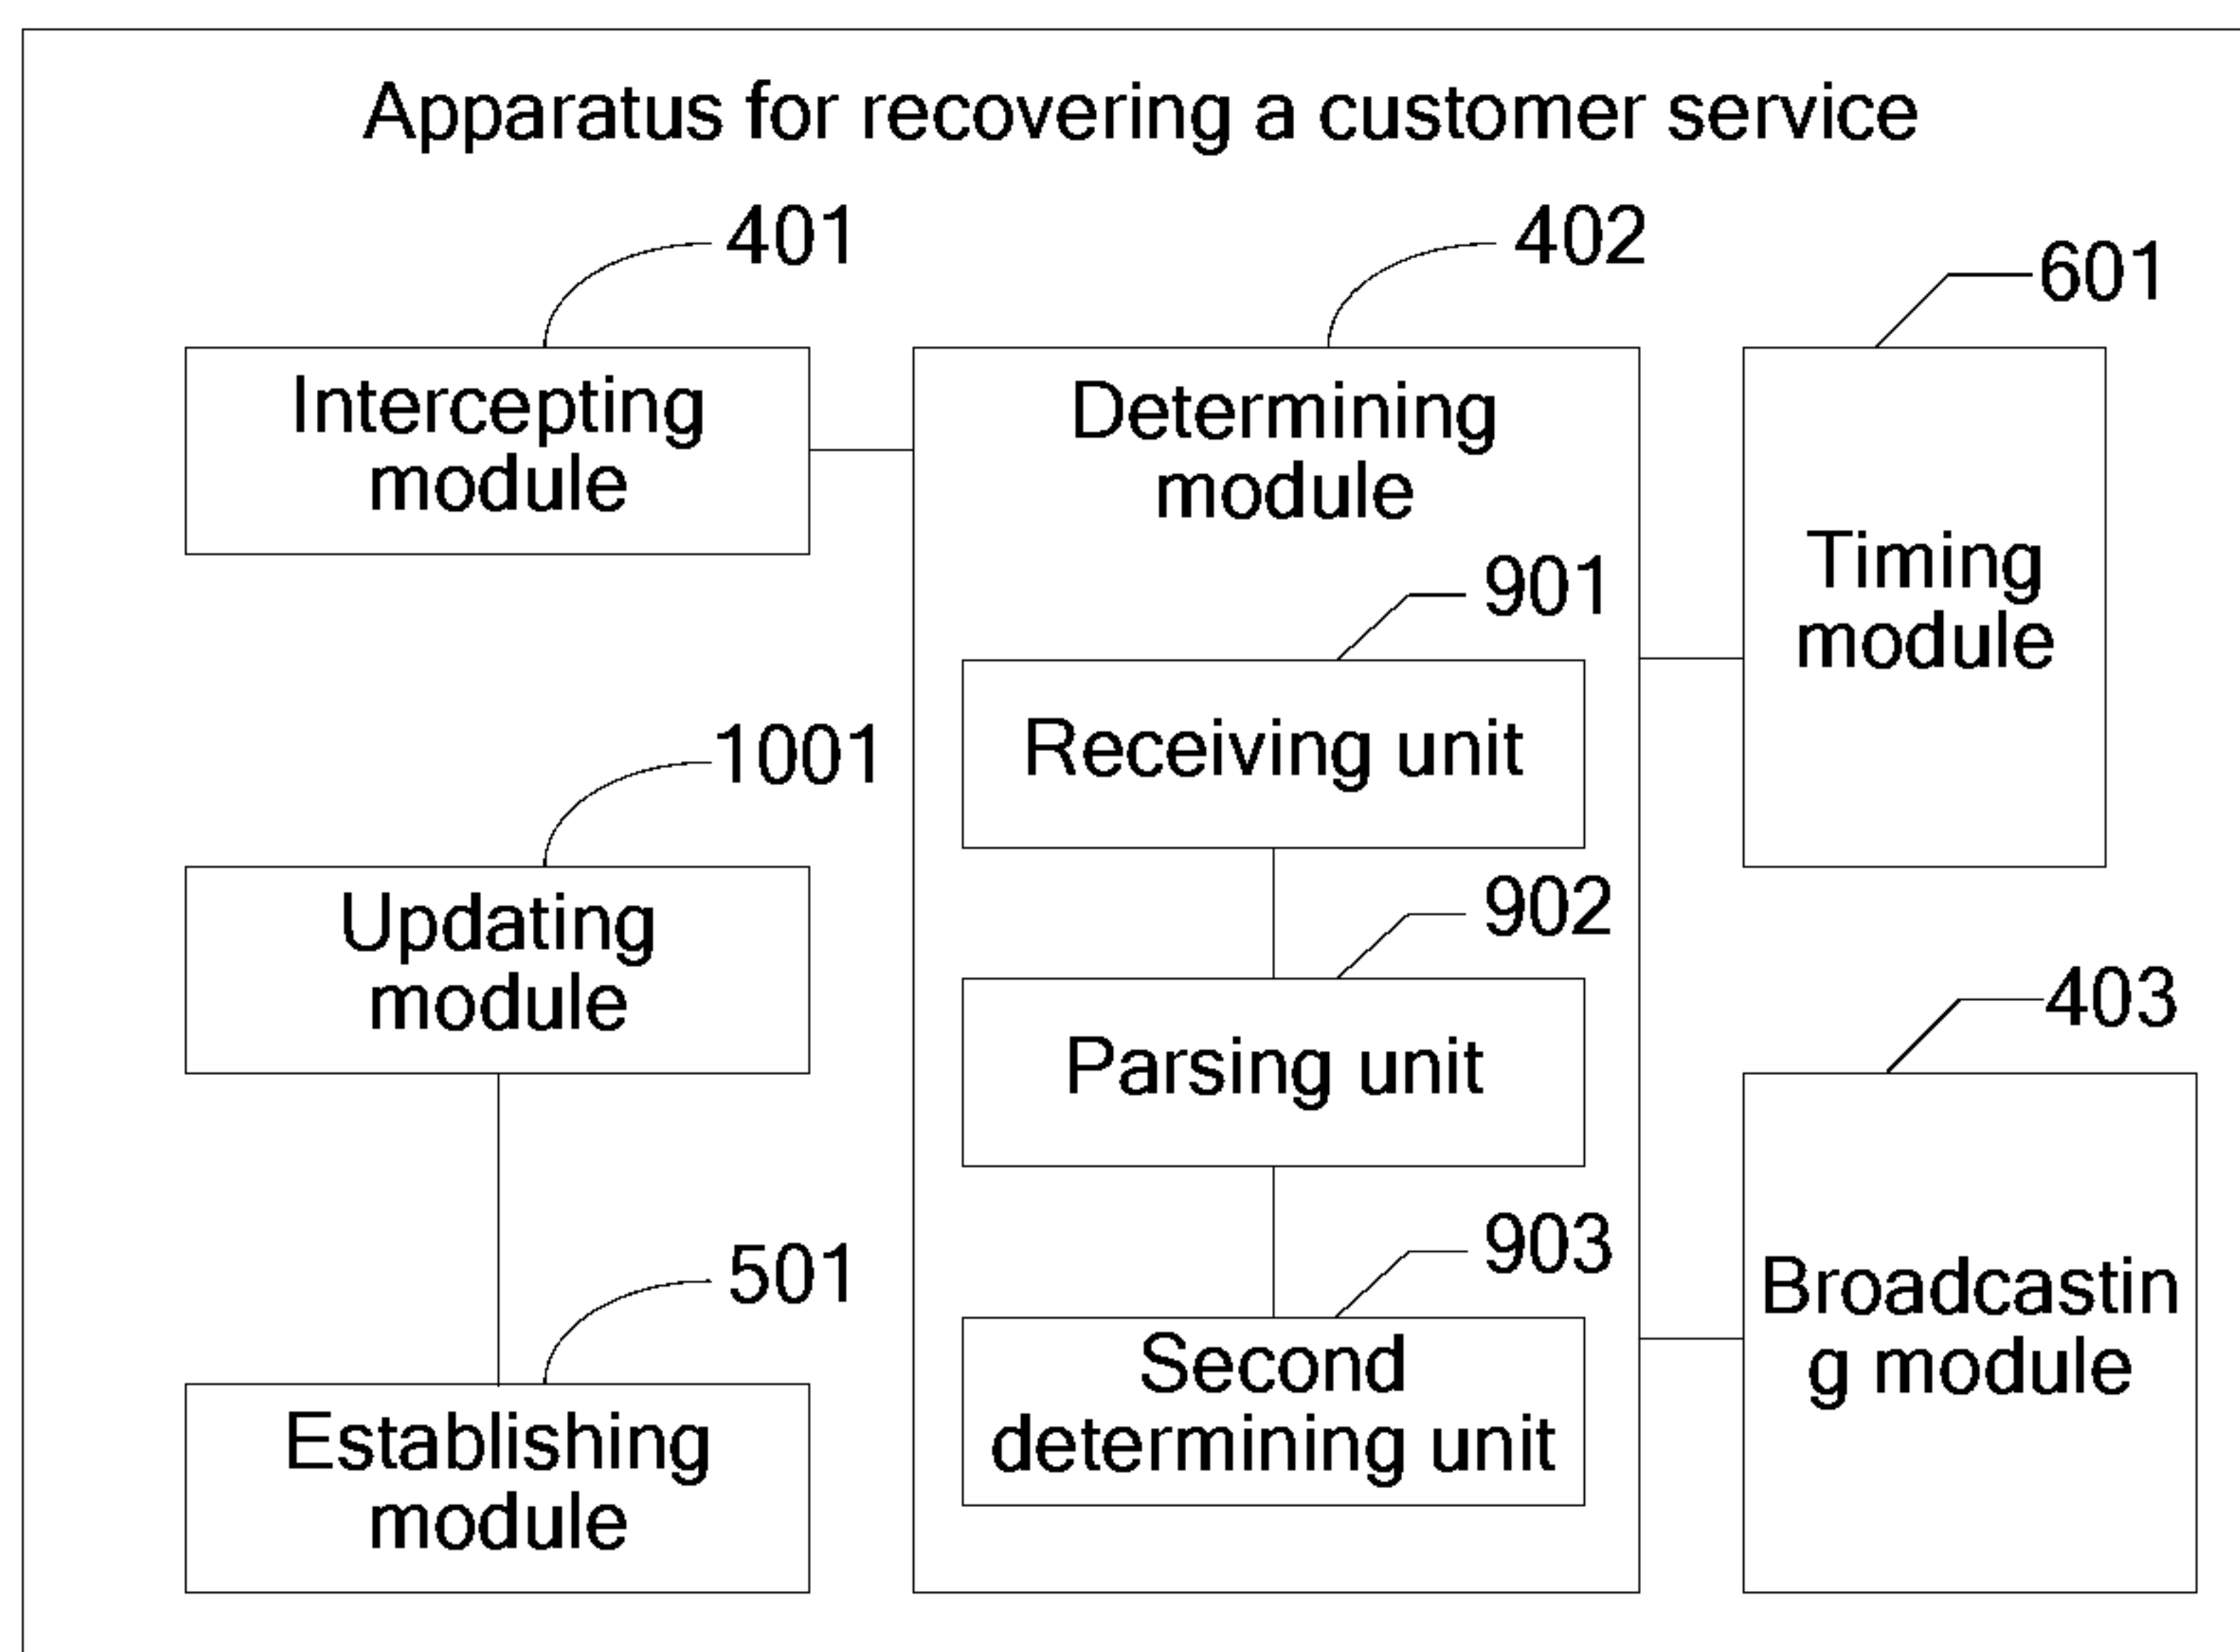 Apparatus for recovering a customer service
401
402
601
Intercepting
module
Determining
module
Timing
module
901
Receiving unit
1001
Updating
module
902
Parsing unit
403
Broadcastin
g module
501
Establishing
module
903
Second
determining unit